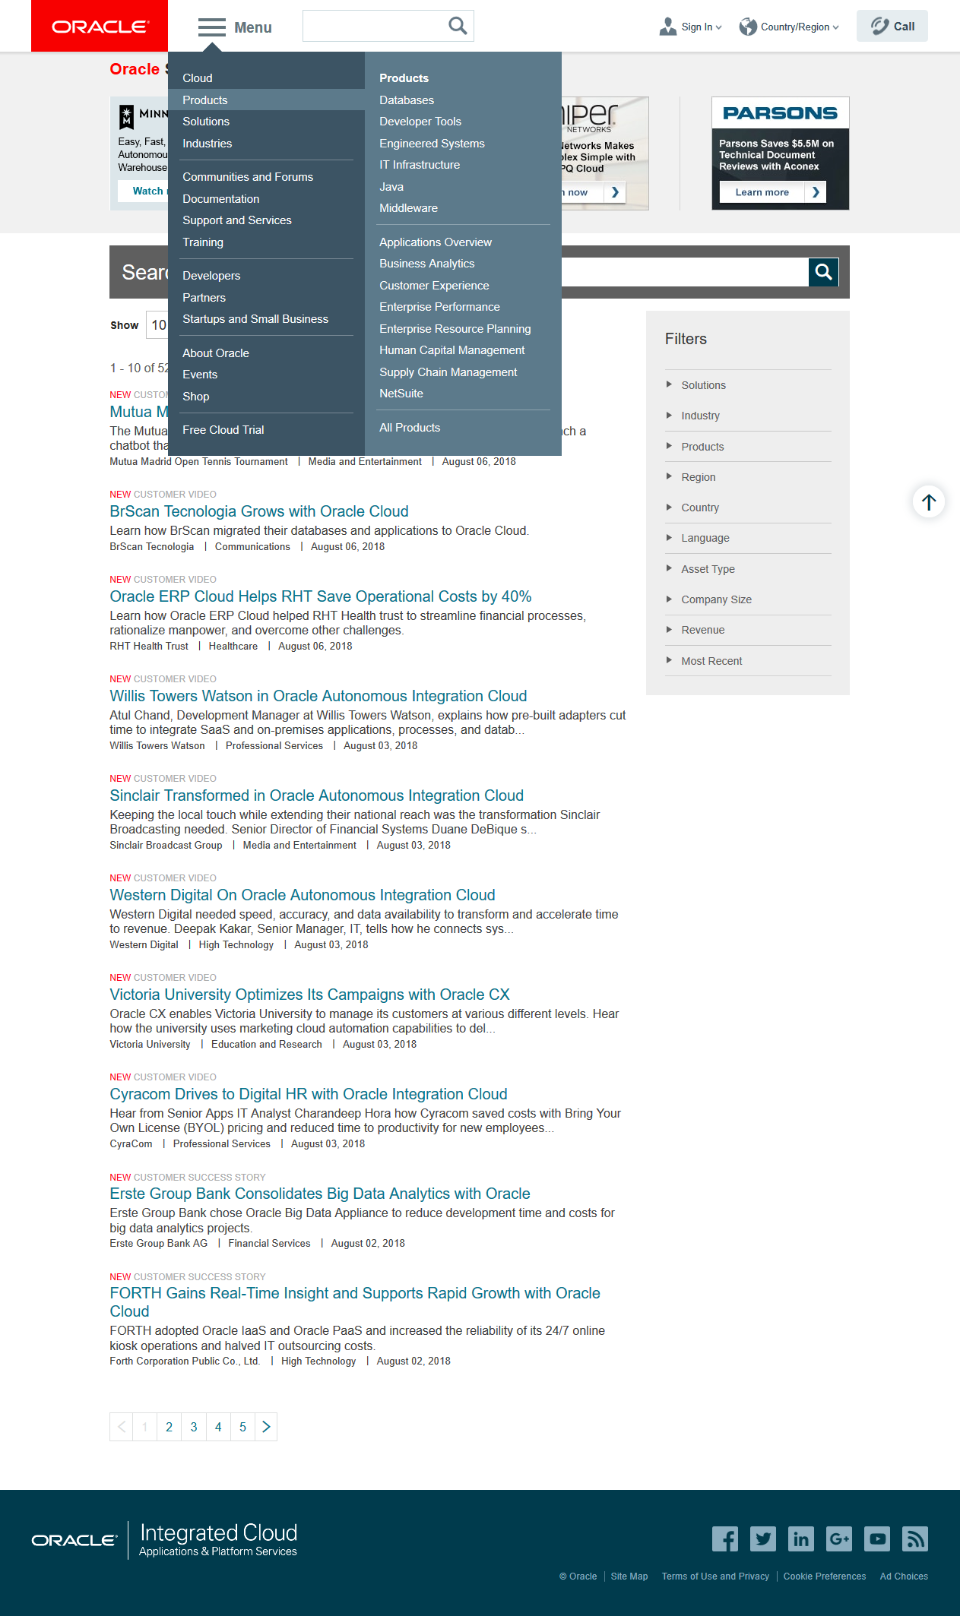 ORACLE
Menu
Sign In
Country/Region
Call
Oracle
Cloud
Products
Solutions
Industries
Communities and Forums
Documentation
Support and Services
Training
Developers
Partners
Startups and Small Business
About Oracle
Events
Shop
Free Cloud Trial
Products
Databases
Developer Tools
Engineered Systems
IT Infrastructure
Java
Middleware
Applications Overview
Business Analytics
Customer Experience
Enterprise Performance
Enterprise Resource Planning
Human Capital Management
Supply Chain Management
NetSuite
All Products
MINN
Easy, Fast,
Autonomou
Warehouse
Watch
iper
NETWORKS
Networks Makes
plex Simple with
PQ Cloud
n now
PARSONS
Parsons Saves $5.5M on
Technical Document
Reviews with Aconex
Learn more
Sear
Show 10
1 - 10 of 52
NEW CUSTOM
Mutua M
The Mutua
ch a
chatbot tha
Mutua Madrid Open Tennis Tournament | Media and Entertainment | August 06, 2018
NEW CUSTOMER VIDEO
BrScan Tecnologia Grows with Oracle Cloud
Learn how BrScan migrated their databases and applications to Oracle Cloud.
BrScan Tecnologia | Communications | August 06, 2018
NEW CUSTOMER VIDEO
Oracle ERP Cloud Helps RHT Save Operational Costs by 40%
Learn how Oracle ERP Cloud helped RHT Health trust to streamline financial processes,
rationalize manpower, and overcome other challenges.
RHT Health Trust | Healthcare | August 06, 2018
NEW CUSTOMER VIDEO
Willis Towers Watson in Oracle Autonomous Integration Cloud
Atul Chand, Development Manager at Willis Towers Watson, explains how pre-built adapters cut
time to integrate SaaS and on-premises applications, processes, and datab...
Willis Towers Watson | Professional Services | August 03, 2018
NEW CUSTOMER VIDEO
Sinclair Transformed in Oracle Autonomous Integration Cloud
Keeping the local touch while extending their national reach was the transformation Sinclair
Broadcasting needed. Senior Director of Financial Systems Duane DeBique s...
Sinclair Broadcast Group | Media and Entertainment | August 03, 2018
NEW CUSTOMER VIDEO
Western Digital On Oracle Autonomous Integration Cloud
Western Digital needed speed, accuracy, and data availability to transform and accelerate time
to revenue. Deepak Kakar, Senior Manager, IT, tells how he connects sys...
Western Digital | High Technology | August 03, 2018
NEW CUSTOMER VIDEO
Victoria University Optimizes Its Campaigns with Oracle CX
Oracle CX enables Victoria University to manage its customers at various different levels. Hear
how the university uses marketing cloud automation capabilities to del...
Victoria University | Education and Research | August 03, 2018
NEW CUSTOMER VIDEO
Cyracom Drives to Digital HR with Oracle Integration Cloud
Hear from Senior Apps IT Analyst Charandeep Hora how Cyracom saved costs with Bring Your
Own License (BYOL) pricing and reduced time to productivity for new employees...
CyraCom | Professional Services | August 03, 2018
NEW CUSTOMER SUCCESS STORY
Erste Group Bank Consolidates Big Data Analytics with Oracle
Erste Group Bank chose Oracle Big Data Appliance to reduce development time and costs for
big data analytics projects.
Erste Group Bank AG | Financial Services | August 02, 2018
NEW CUSTOMER SUCCESS STORY
FORTH Gains Real-Time Insight and Supports Rapid Growth with Oracle
Cloud
FORTH adopted Oracle IaaS and Oracle PaaS and increased the reliability of its 24/7 online
kiosk operations and halved IT outsourcing costs.
Forth Corporation Public Co., Ltd. | High Technology | August 02, 2018
Filters
Solutions
Industry
Products
Region
Country
Language
Asset Type
Company Size
Revenue
Most Recent
1 2 3 4 5
ORACLE
Integrated Cloud
Applications & Platform Services
© Oracle | Site Map Terms of Use and Privacy | Cookie Preferences Ad Choices